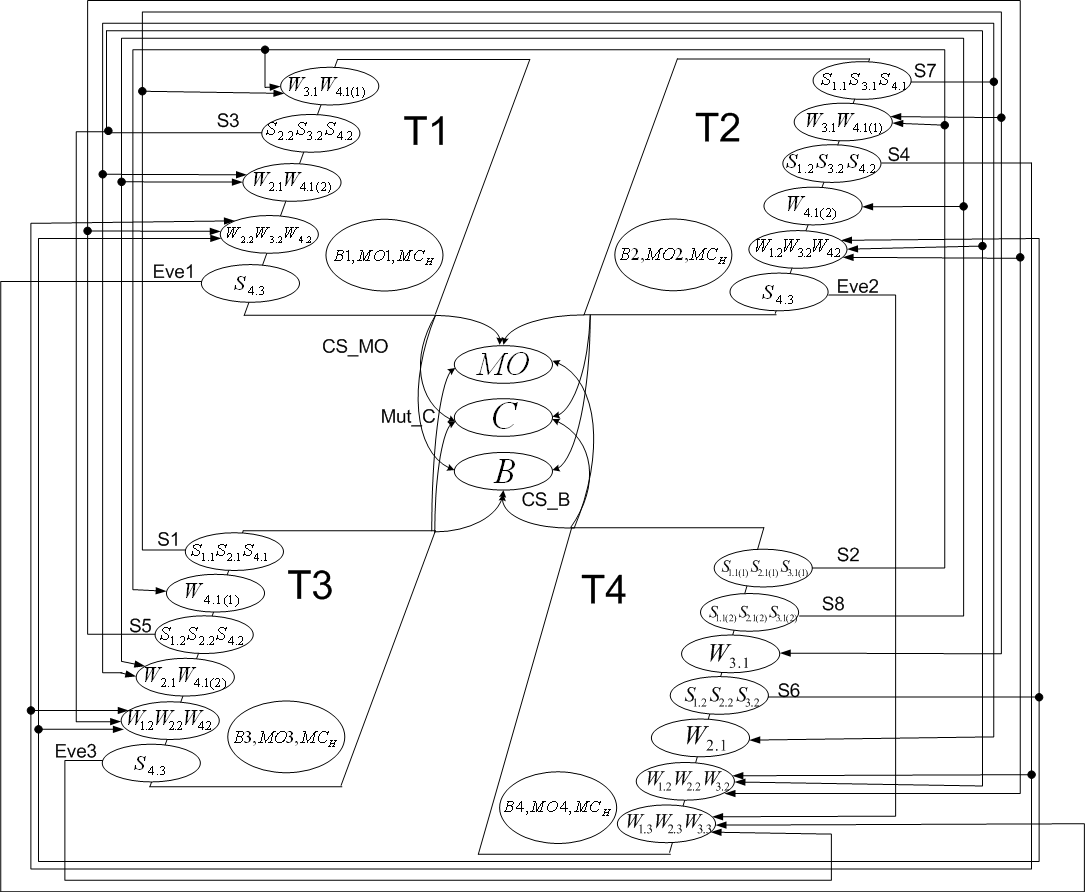 T1
W3.1W4.1(1)
S3
S2.2S3.2S4.2
W2.1W4.1(2)
W2.2W3.2W4.2
Eve1
S4.3
B1,MO1,MCH
T2
S1.1S3.1S4.1
S7
W3.1W4.1(1)
S1.2S3.2S4.2
S4
W4.1(2)
W1.2W3.2W4.2
S4.3
Eve2
B2,MO2,MCH
CS_MO
MO
Mut_C
C
B
CS_B
T3
S1
S1.1S2.1S4.1
W4.1(1)
S5
S1.2S2.2S4.2
W2.1W4.1(2)
W1.2W2.2W4.2
Eve3
S4.3
B3,MO3,MCH
T4
S1.1(1)S2.1(1)S3.1(1)
S2
S1.1(2)S2.1(2)S3.1(2)
S8
W3.1
S1.2S2.2S3.2
S6
W2.1
W1.2W2.2W3.2
W1.3W2.3W3.3
B4,MO4,MCH